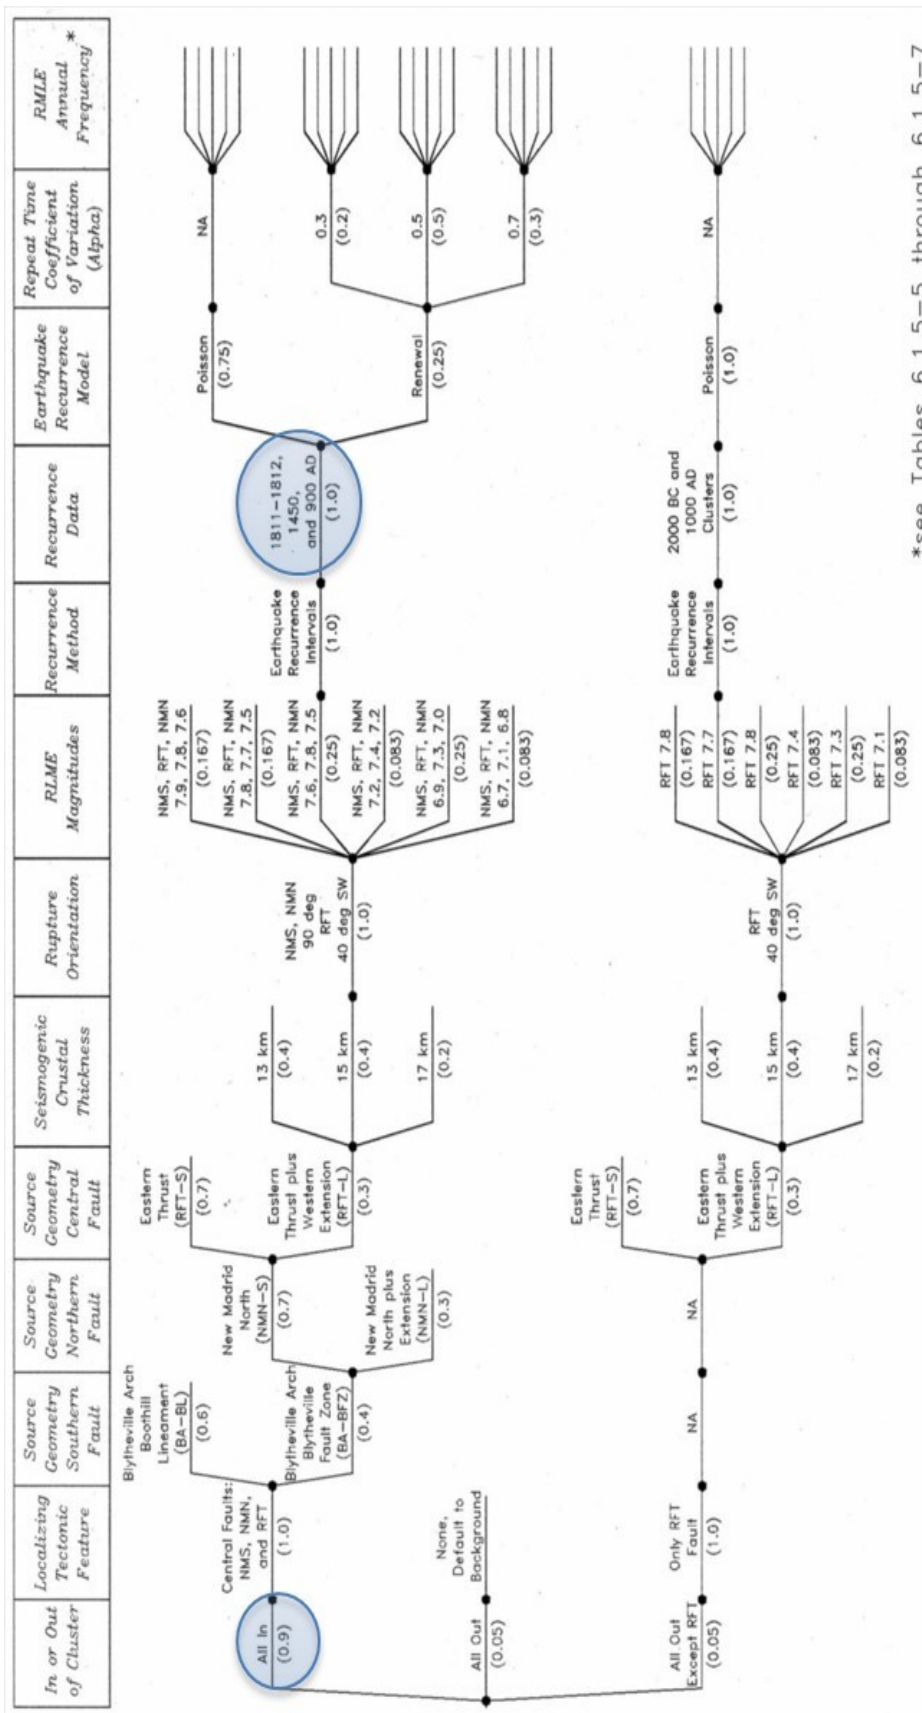 In or Out
of Cluster
Localizing
Tectonic
Feature
Source
Geometry
Southern
Fault
Source
Geometry
Northern
Fault
Source
Geometry
Central
Fault
Seismogenic
Crustal
Thickness
Rupture
Orientation
RLME
Magnitudes
Recurrence
Method
Recurrence
Data
Earthquake
Recurrence
Model
Repeat Time
Coefficient
of Variation
(Alpha)
RMLE
Annual
Frequency*
All In
(0.9)
All Out
(0.05)
All Out
Except RFT
(0.05)
Central Faults:
NMS, NMN,
and RFT
(1.0)
None,
Default to
Background
Only RFT
Fault
(1.0)
Blytheville Arch
Boothill
Lineament
(BA-BL)
(0.6)
Blytheville Arch
Blytheville
Fault Zone
(BA-BFZ)
(0.4)
NA
New Madrid
North
(NMN-S)
(0.7)
New Madrid
North plus
Extension
(NMN-L)
(0.3)
NA
Eastern
Thrust
(RFT-S)
(0.7)
Eastern
Thrust plus
Western
Extension
(RFT-L)
(0.3)
Eastern
Thrust
(RFT-S)
(0.7)
Eastern
Thrust plus
Western
Extension
(RFT-L)
(0.3)
13 km
(0.4)
15 km
(0.4)
17 km
(0.2)
13 km
(0.4)
15 km
(0.4)
17 km
(0.2)
NMS, NMN
90 deg
RFT
40 deg SW
(1.0)
RFT
40 deg SW
(1.0)
NMS, RFT, NMN
7.9, 7.8, 7.6
(0.167)
NMS, RFT, NMN
7.8, 7.7, 7.5
(0.167)
NMS, RFT, NMN
7.6, 7.8, 7.5
(0.25)
NMS, RFT, NMN
7.2, 7.4, 7.2
(0.083)
NMS, RFT, NMN
6.9, 7.3, 7.0
(0.25)
NMS, RFT, NMN
6.7, 7.1, 6.8
(0.083)
RFT 7.8
(0.167)
RFT 7.7
(0.167)
RFT 7.8
(0.25)
RFT 7.4
(0.083)
RFT 7.3
(0.25)
RFT 7.1
(0.083)
Earthquake
Recurrence
Intervals
(1.0)
Earthquake
Recurrence
Intervals
(1.0)
1811-1812,
1450,
and 900 AD
(1.0)
2000 BC and
1000 AD
Clusters
(1.0)
Poisson
(0.75)
Renewal
(0.25)
Poisson
(1.0)
NA
0.3
(0.2)
0.5
(0.5)
0.7
(0.3)
NA
*see Tables 6.1.5-5 through 6.1.5-7